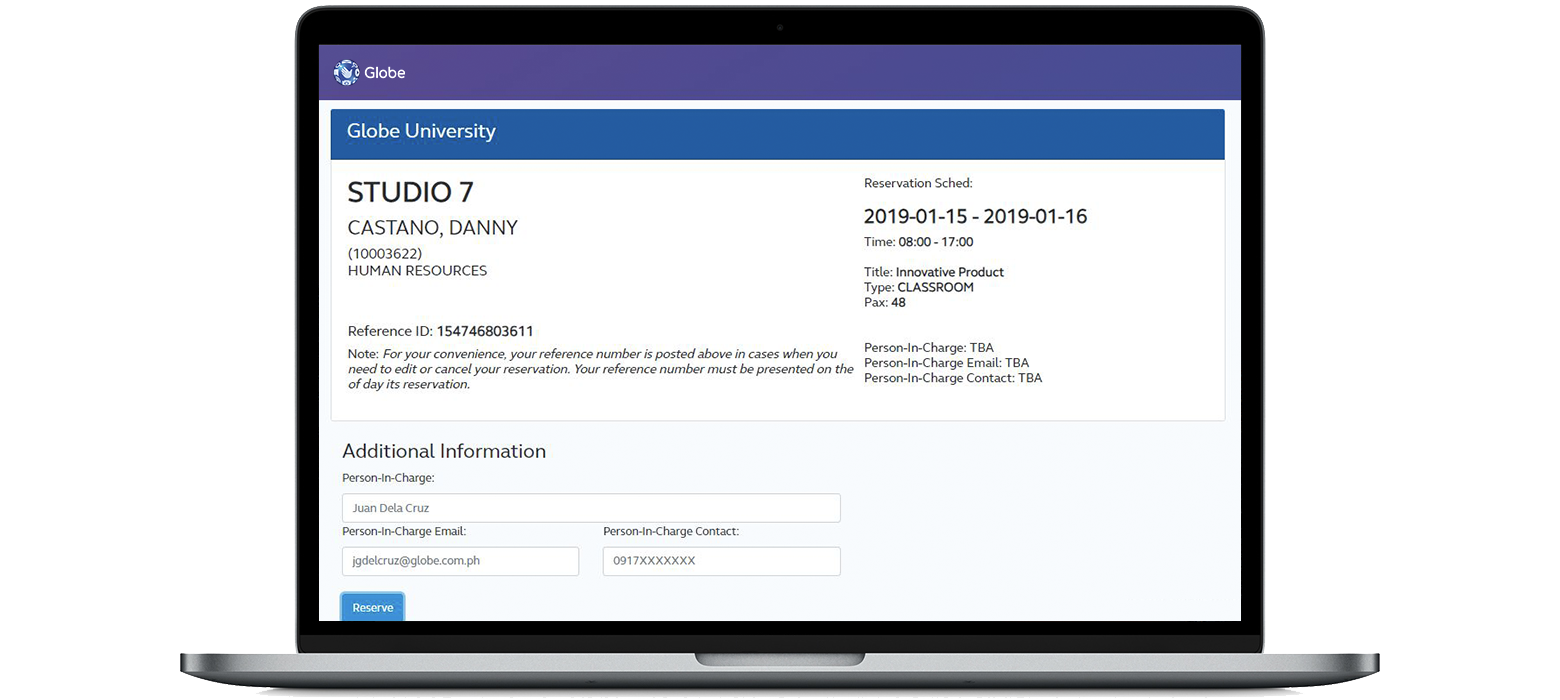 Globe
Globe University
STUDIO 7
CASTANO, DANNY
(10003622)
HUMAN RESOURCES
Reference ID: 154746803611
Note: For your convenience, your reference number is posted above in cases when you
need to edit or cancel your reservation. Your reference number must be presented on the
of day its reservation.
Reservation Sched:
2019-01-15 - 2019-01-16
Time: 08:00 - 17:00
Title: Innovative Product
Type: CLASSROOM
Pax: 48
Person-In-Charge: TBA
Person-In-Charge Email: TBA
Person-In-Charge Contact: TBA
Additional Information
Person-In-Charge:
Juan Dela Cruz
Person-In-Charge Email:
jgdelcruz@globe.com.ph
Person-In-Charge Contact:
0917XXXXXXX
Reserve